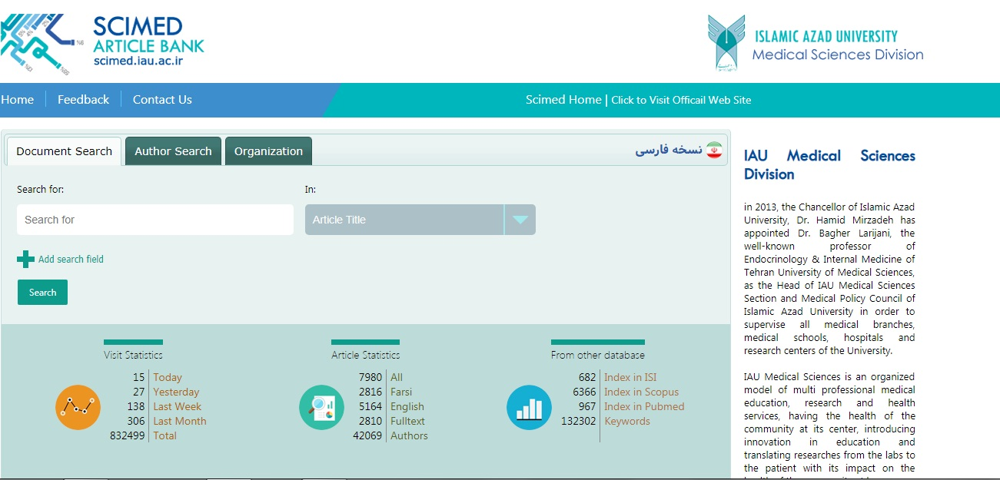 SCIMED
ARTICLE BANK
scimed.iau.ac.ir
ISLAMIC AZAD UNIVERSITY
Medical Sciences Division
Home
Feedback
Contact Us
Scimed Home | Click to Visit Officail Web Site
Document Search
Author Search
Organization
نسخه فارسی
Search for:
In:
Search for
Article Title
Add search field
Search
Visit Statistics
15 Today
27 Yesterday
138 Last Week
306 Last Month
832499 Total
Article Statistics
7980 All
2816 Farsi
5164 English
2810 Fulltext
42069 Authors
From other database
682 Index in ISI
6366 Index in Scopus
967 Index in Pubmed
132302 Keywords
IAU Medical Sciences
Division
in 2013, the Chancellor of Islamic Azad
University, Dr. Hamid Mirzadeh has
appointed Dr. Bagher Larijani, the
well-known professor of
Endocrinology & Internal Medicine of
Tehran University of Medical Sciences,
as the Head of IAU Medical Sciences
Section and Medical Policy Council of
Islamic Azad University in order to
supervise all medical branches,
medical schools, hospitals and
research centers of the University.
IAU Medical Sciences is an organized
model of multi professional medical
education, research and health
services, having the health of the
community at its center, introducing
innovation in education and
translating researches from the labs to
the patient with its impact on the